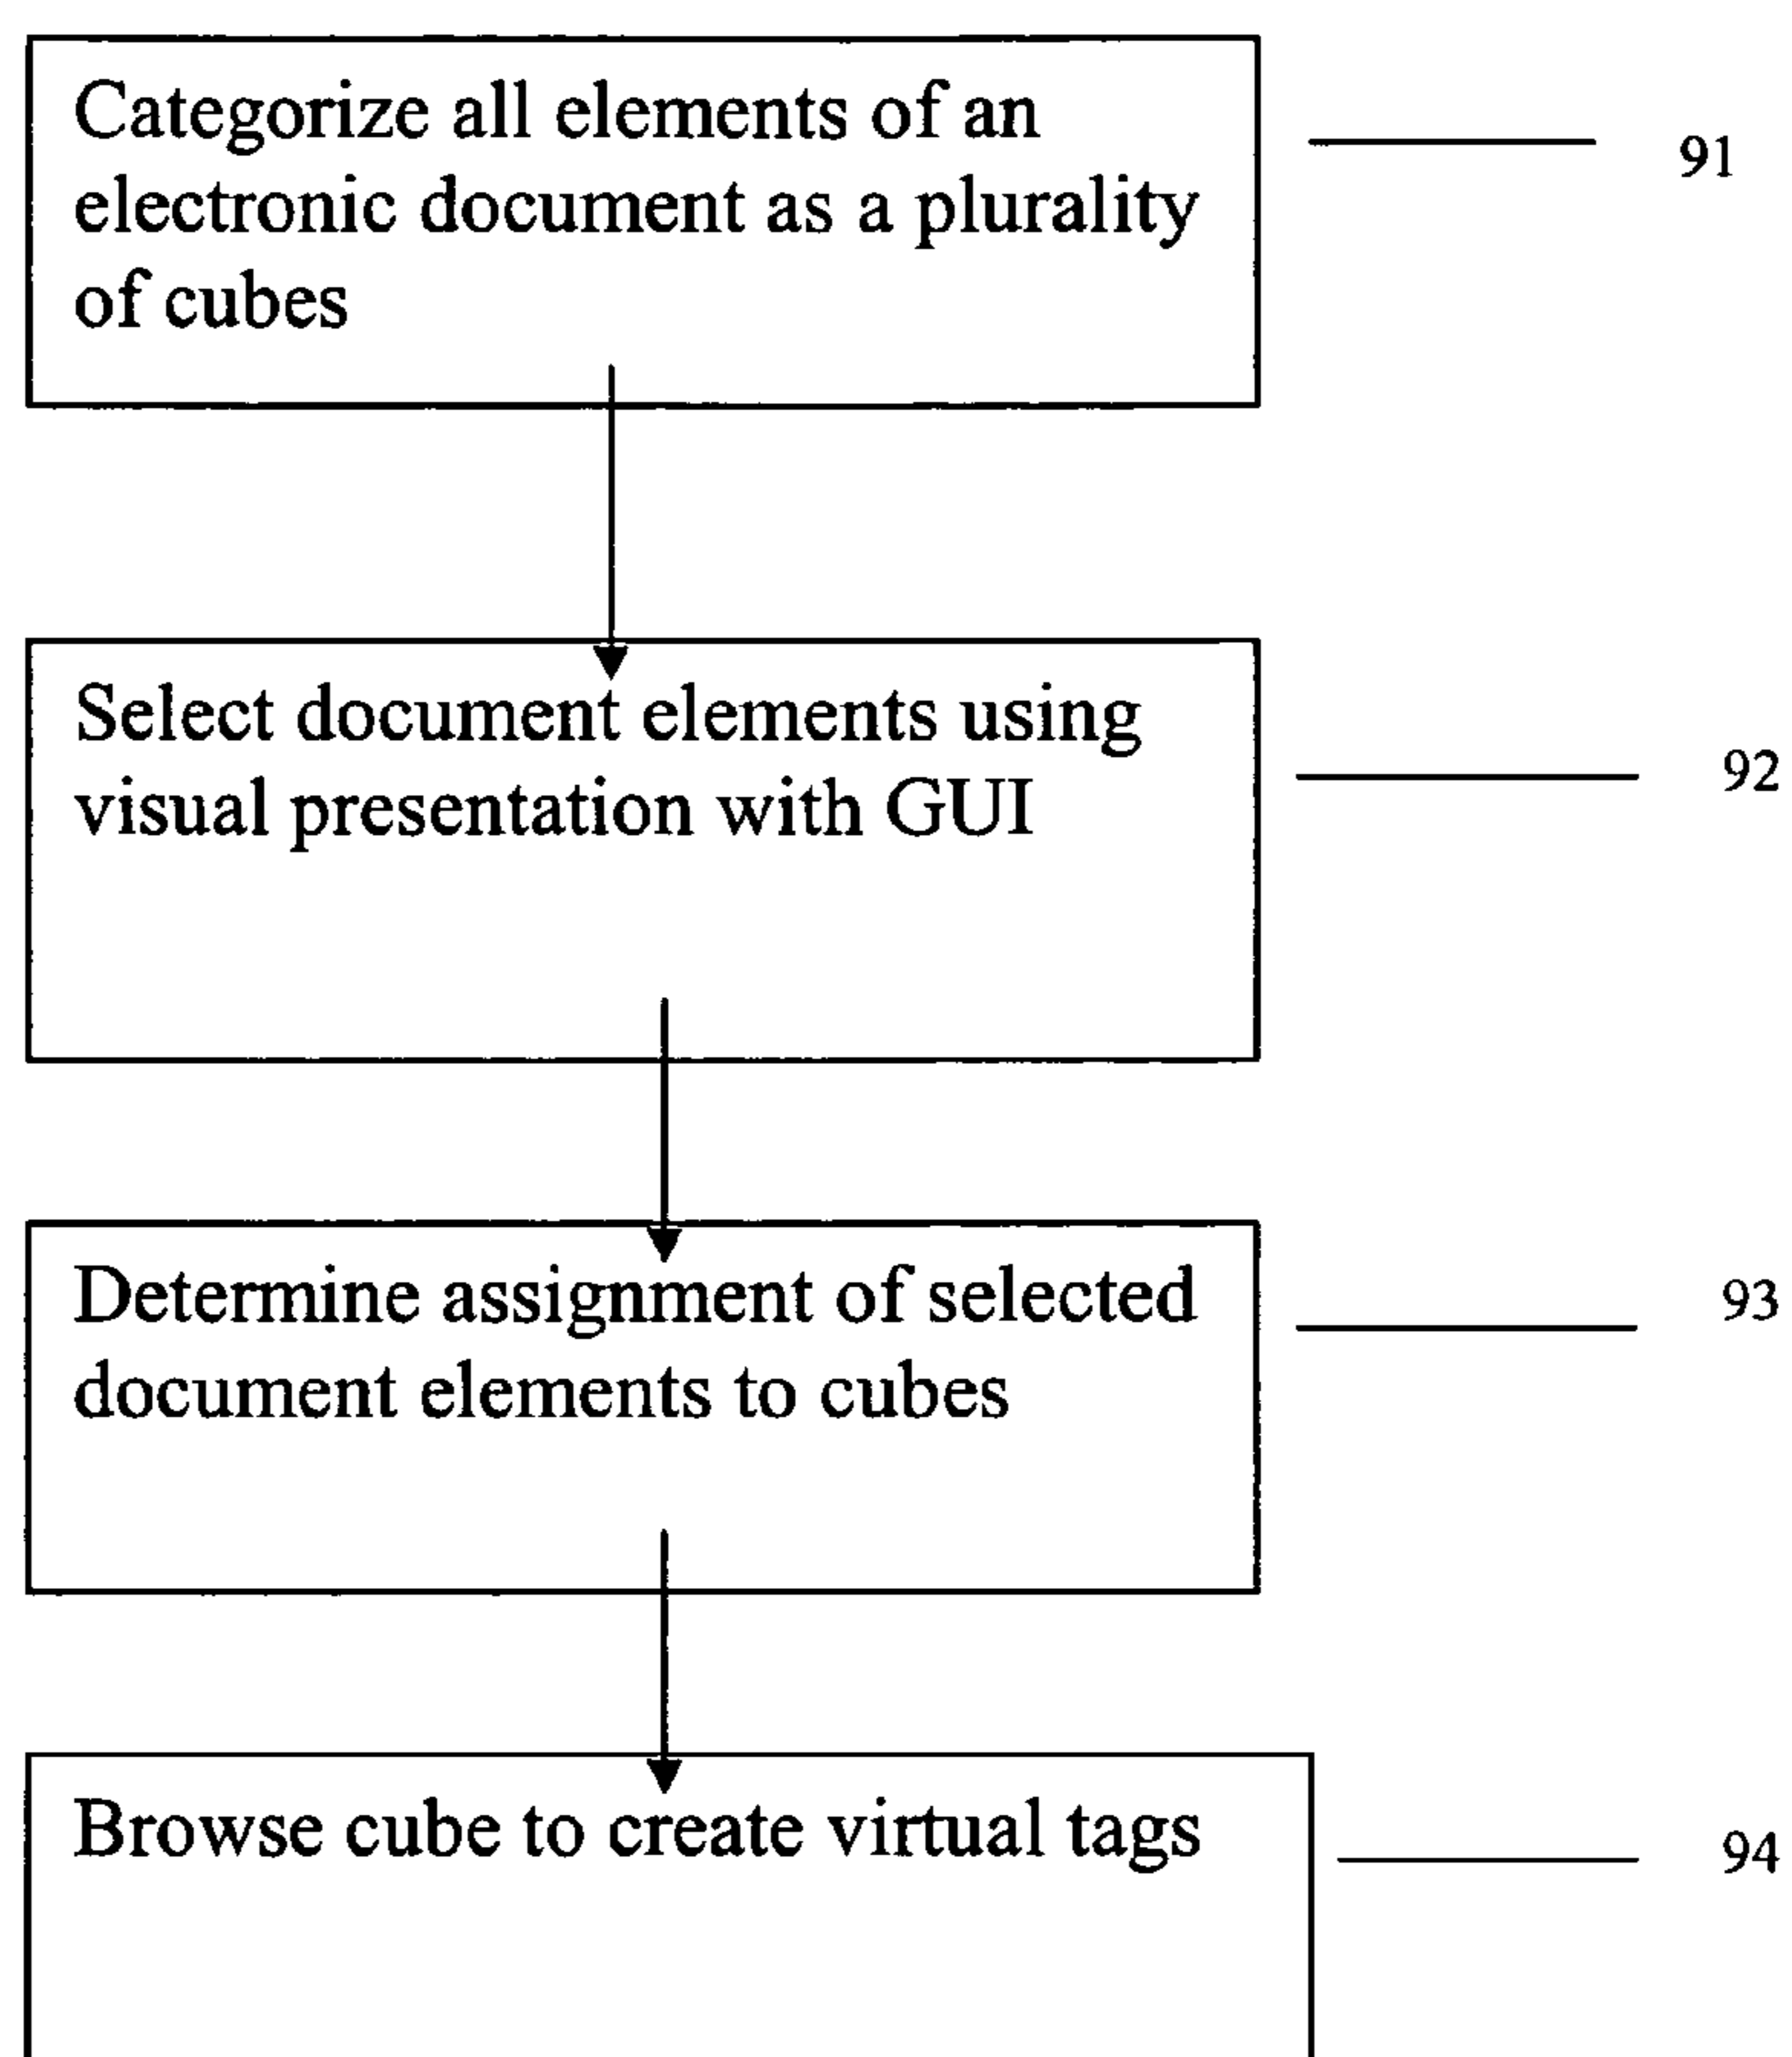 Categorize all elements of an
electronic document as a plurality
of cubes
91
Select document elements using
visual presentation with GUI
92
Determine assignment of selected
document elements to cubes
93
Browse cube to create virtual tags
94